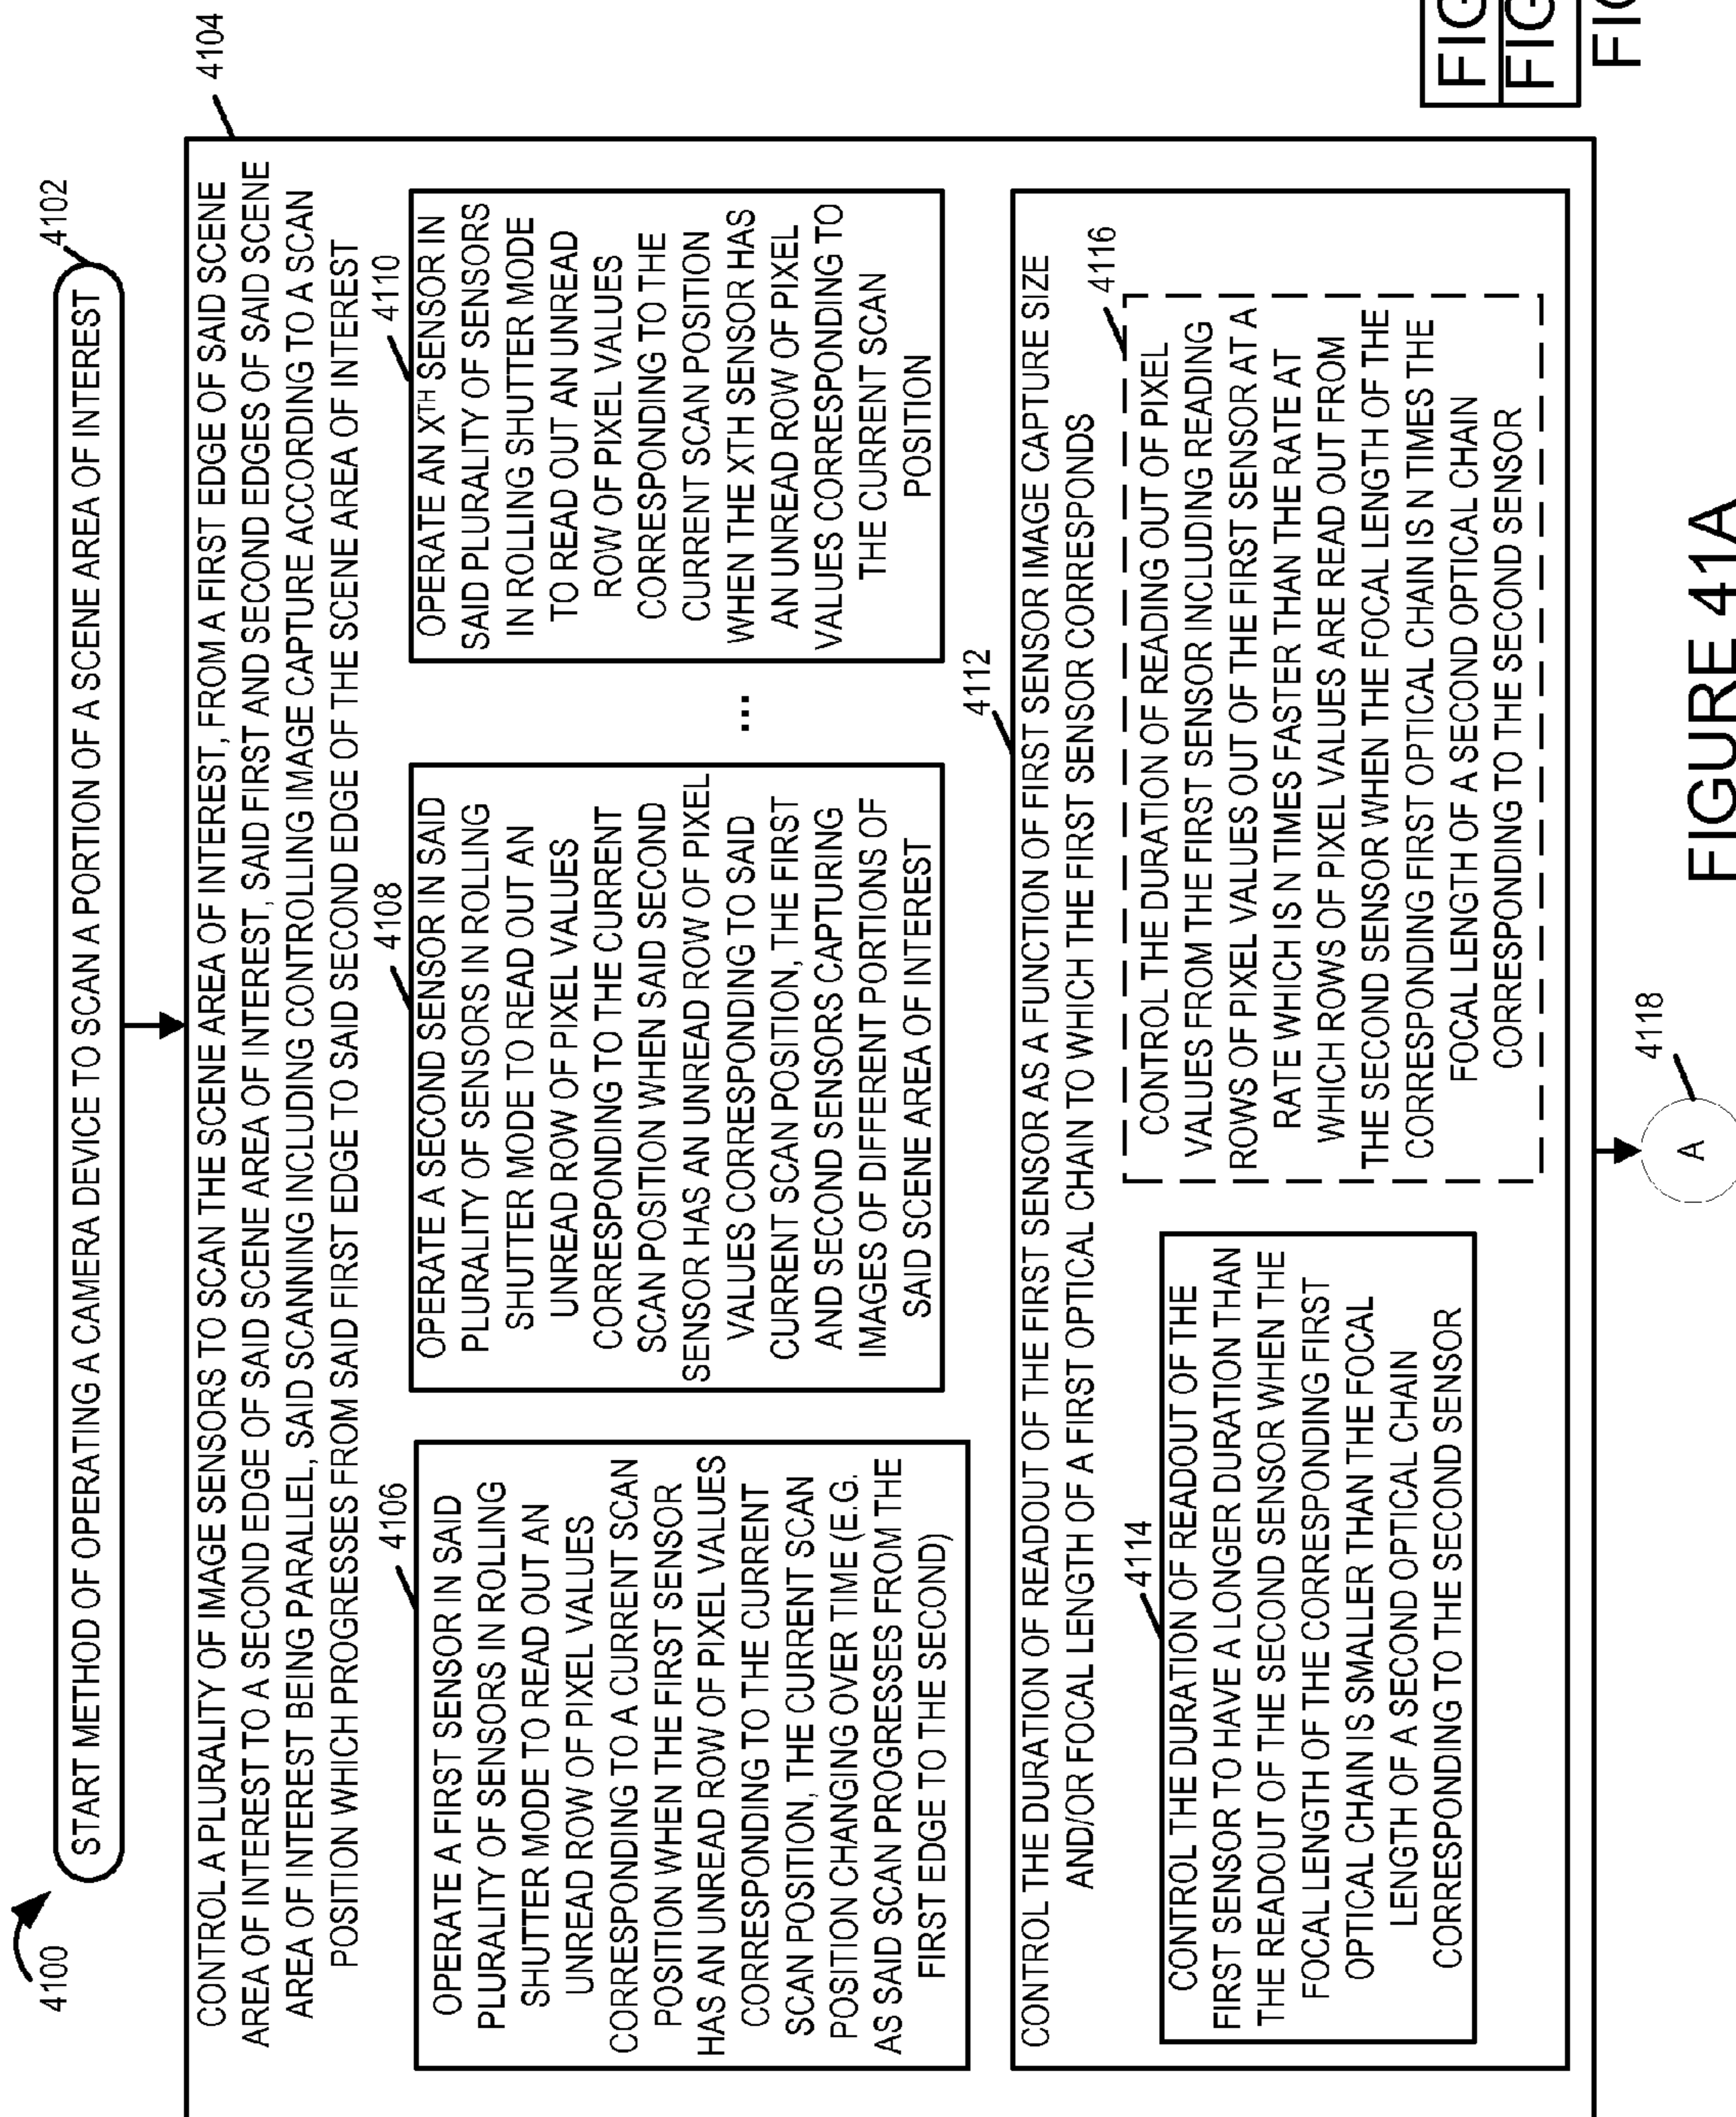 4100
START METHOD OF OPERATING A CAMERA DEVICE TO SCAN A PORTION OF A SCENE AREA OF INTEREST
4102
4104
CONTROL A PLURALITY OF IMAGE SENSORS TO SCAN THE SCENE AREA OF INTEREST, FROM A FIRST EDGE OF SAID SCENE
AREA OF INTEREST TO A SECOND EDGE OF SAID SCENE AREA OF INTEREST, SAID FIRST AND SECOND EDGES OF SAID SCENE
AREA OF INTEREST BEING PARALLEL, SAID SCANNING INCLUDING CONTROLLING IMAGE CAPTURE ACCORDING TO A SCAN
POSITION WHICH PROGRESSES FROM SAID FIRST EDGE TO SAID SECOND EDGE OF THE SCENE AREA OF INTEREST
4106
OPERATE A FIRST SENSOR IN SAID
PLURALITY OF SENSORS IN ROLLING
SHUTTER MODE TO READ OUT AN
UNREAD ROW OF PIXEL VALUES
CORRESPONDING TO A CURRENT SCAN
POSITION WHEN THE FIRST SENSOR
HAS AN UNREAD ROW OF PIXEL VALUES
CORRESPONDING TO THE CURRENT
SCAN POSITION, THE CURRENT SCAN
POSITION CHANGING OVER TIME (E.G.
AS SAID SCAN PROGRESSES FROM THE
FIRST EDGE TO THE SECOND)
4108
OPERATE A SECOND SENSOR IN SAID
PLURALITY OF SENSORS IN ROLLING
SHUTTER MODE TO READ OUT AN
UNREAD ROW OF PIXEL VALUES
CORRESPONDING TO THE CURRENT
SCAN POSITION WHEN SAID SECOND
SENSOR HAS AN UNREAD ROW OF PIXEL
VALUES CORRESPONDING TO SAID
CURRENT SCAN POSITION, THE FIRST
AND SECOND SENSORS CAPTURING
IMAGES OF DIFFERENT PORTIONS OF
SAID SCENE AREA OF INTEREST
...
4110
OPERATE AN XTH SENSOR IN
SAID PLURALITY OF SENSORS
IN ROLLING SHUTTER MODE
TO READ OUT AN UNREAD
ROW OF PIXEL VALUES
CORRESPONDING TO THE
CURRENT SCAN POSITION
WHEN THE XTH SENSOR HAS
AN UNREAD ROW OF PIXEL
VALUES CORRESPONDING TO
THE CURRENT SCAN
POSITION
4112
CONTROL THE DURATION OF READOUT OF THE FIRST SENSOR AS A FUNCTION OF FIRST SENSOR IMAGE CAPTURE SIZE
AND/OR FOCAL LENGTH OF A FIRST OPTICAL CHAIN TO WHICH THE FIRST SENSOR CORRESPONDS
4114
CONTROL THE DURATION OF READOUT OF THE
FIRST SENSOR TO HAVE A LONGER DURATION THAN
THE READOUT OF THE SECOND SENSOR WHEN THE
FOCAL LENGTH OF THE CORRESPONDING FIRST
OPTICAL CHAIN IS SMALLER THAN THE FOCAL
LENGTH OF A SECOND OPTICAL CHAIN
CORRESPONDING TO THE SECOND SENSOR
4116
CONTROL THE DURATION OF READING OUT OF PIXEL
VALUES FROM THE FIRST SENSOR INCLUDING READING
ROWS OF PIXEL VALUES OUT OF THE FIRST SENSOR AT A
RATE WHICH IS N TIMES FASTER THAN THE RATE AT
WHICH ROWS OF PIXEL VALUES ARE READ OUT FROM
THE SECOND SENSOR WHEN THE FOCAL LENGTH OF THE
CORRESPONDING FIRST OPTICAL CHAIN IS N TIMES THE
FOCAL LENGTH OF A SECOND OPTICAL CHAIN
CORRESPONDING TO THE SECOND SENSOR
A
4118
FIGURE 41A